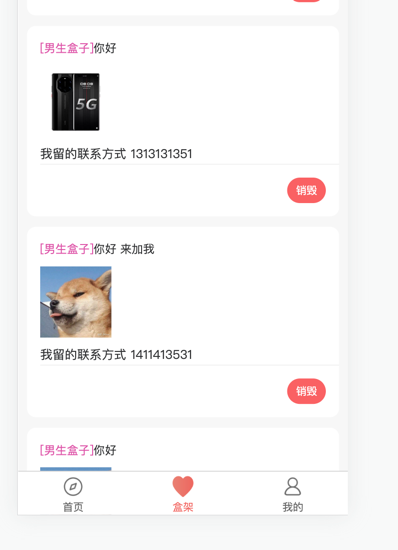 [男生盒子]你好
5G
我留的联系方式 1313131351
销毁
[男生盒子]你好 来加我
我留的联系方式 1411413531
销毁
[男生盒子]你好
首页
盒架
我的